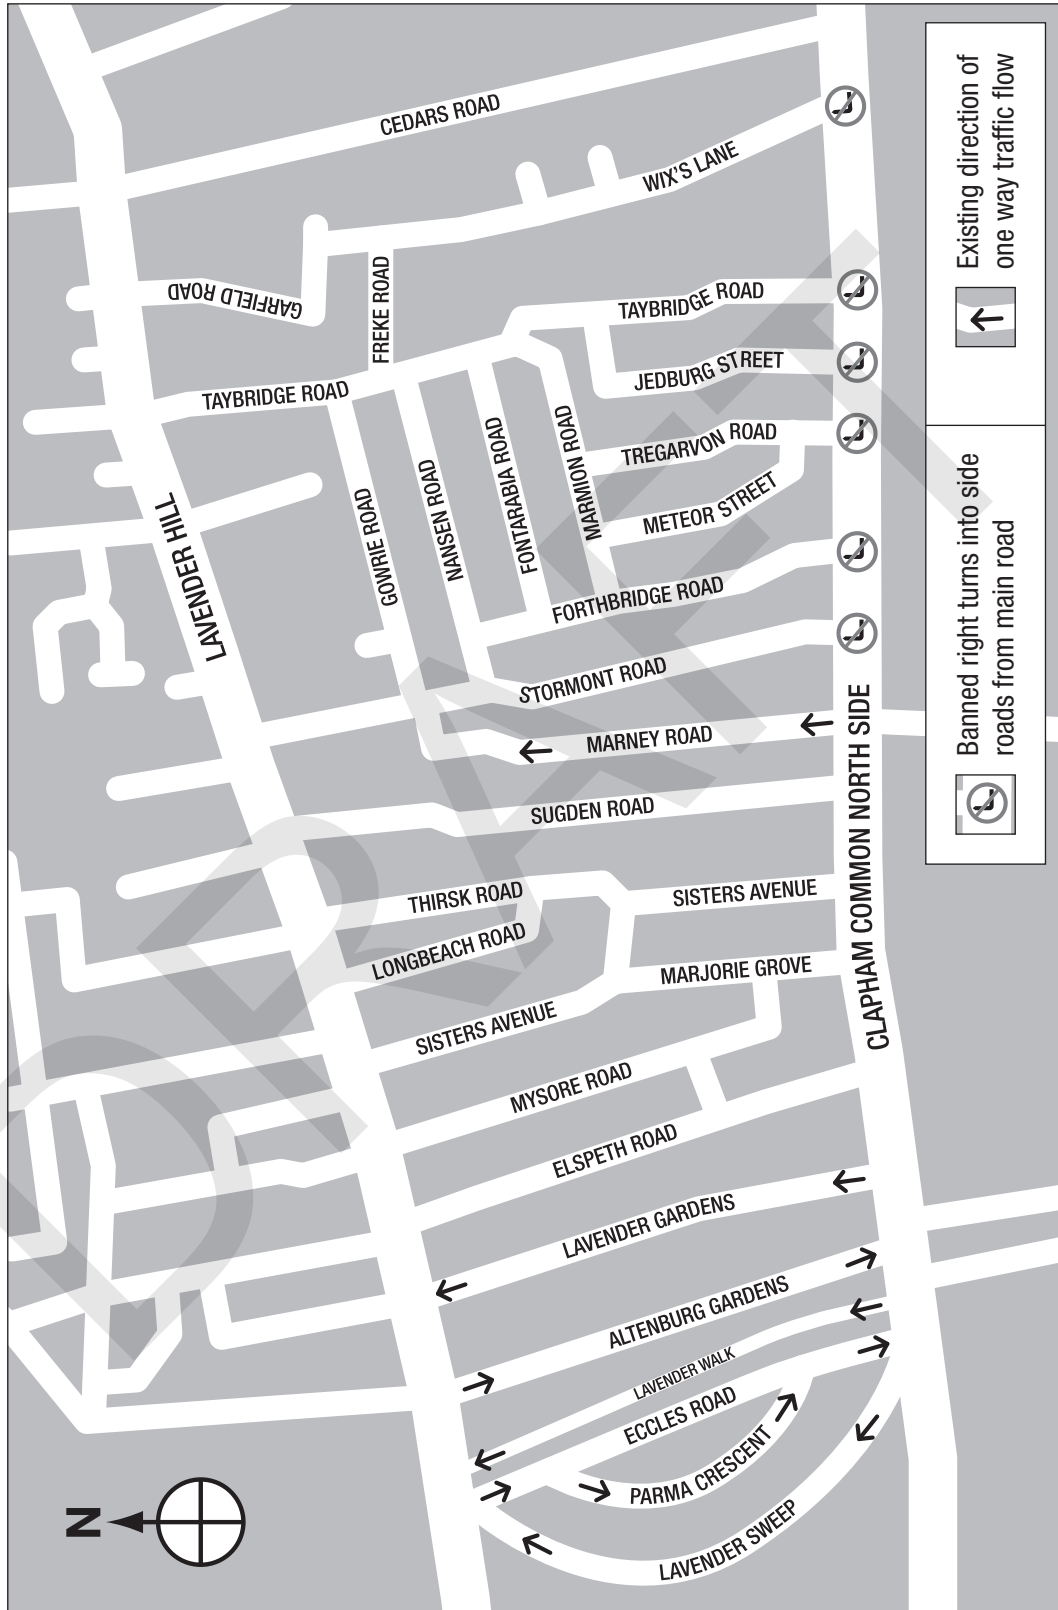 N
CEDARS ROAD
WIX'S LANE
GARFIELD ROAD
FREKE ROAD
TAYBRIDGE ROAD
TAYBRIDGE ROAD
JEDBURG STREET
TREGARVON ROAD
METEOR STREET
MARMION ROAD
FONTARABIA ROAD
NANSEN ROAD
GOWRIE ROAD
LAVENDER HILL
FORTHBRIDGE ROAD
STORMONT ROAD
MARNEY ROAD
SUGDEN ROAD
THIRSK ROAD
SISTERS AVENUE
LONGBEACH ROAD
MARJORIE GROVE
SISTERS AVENUE
MYSORE ROAD
ELSPETH ROAD
LAVENDER GARDENS
ALTENBURG GARDENS
LAVENDER WALK
ECCLES ROAD
PARMA CRESCENT
LAVENDER SWEEP
CLAPHAM COMMON NORTH SIDE
Banned right turns into side
roads from main road
Existing direction of
one way traffic flow
DRAFT